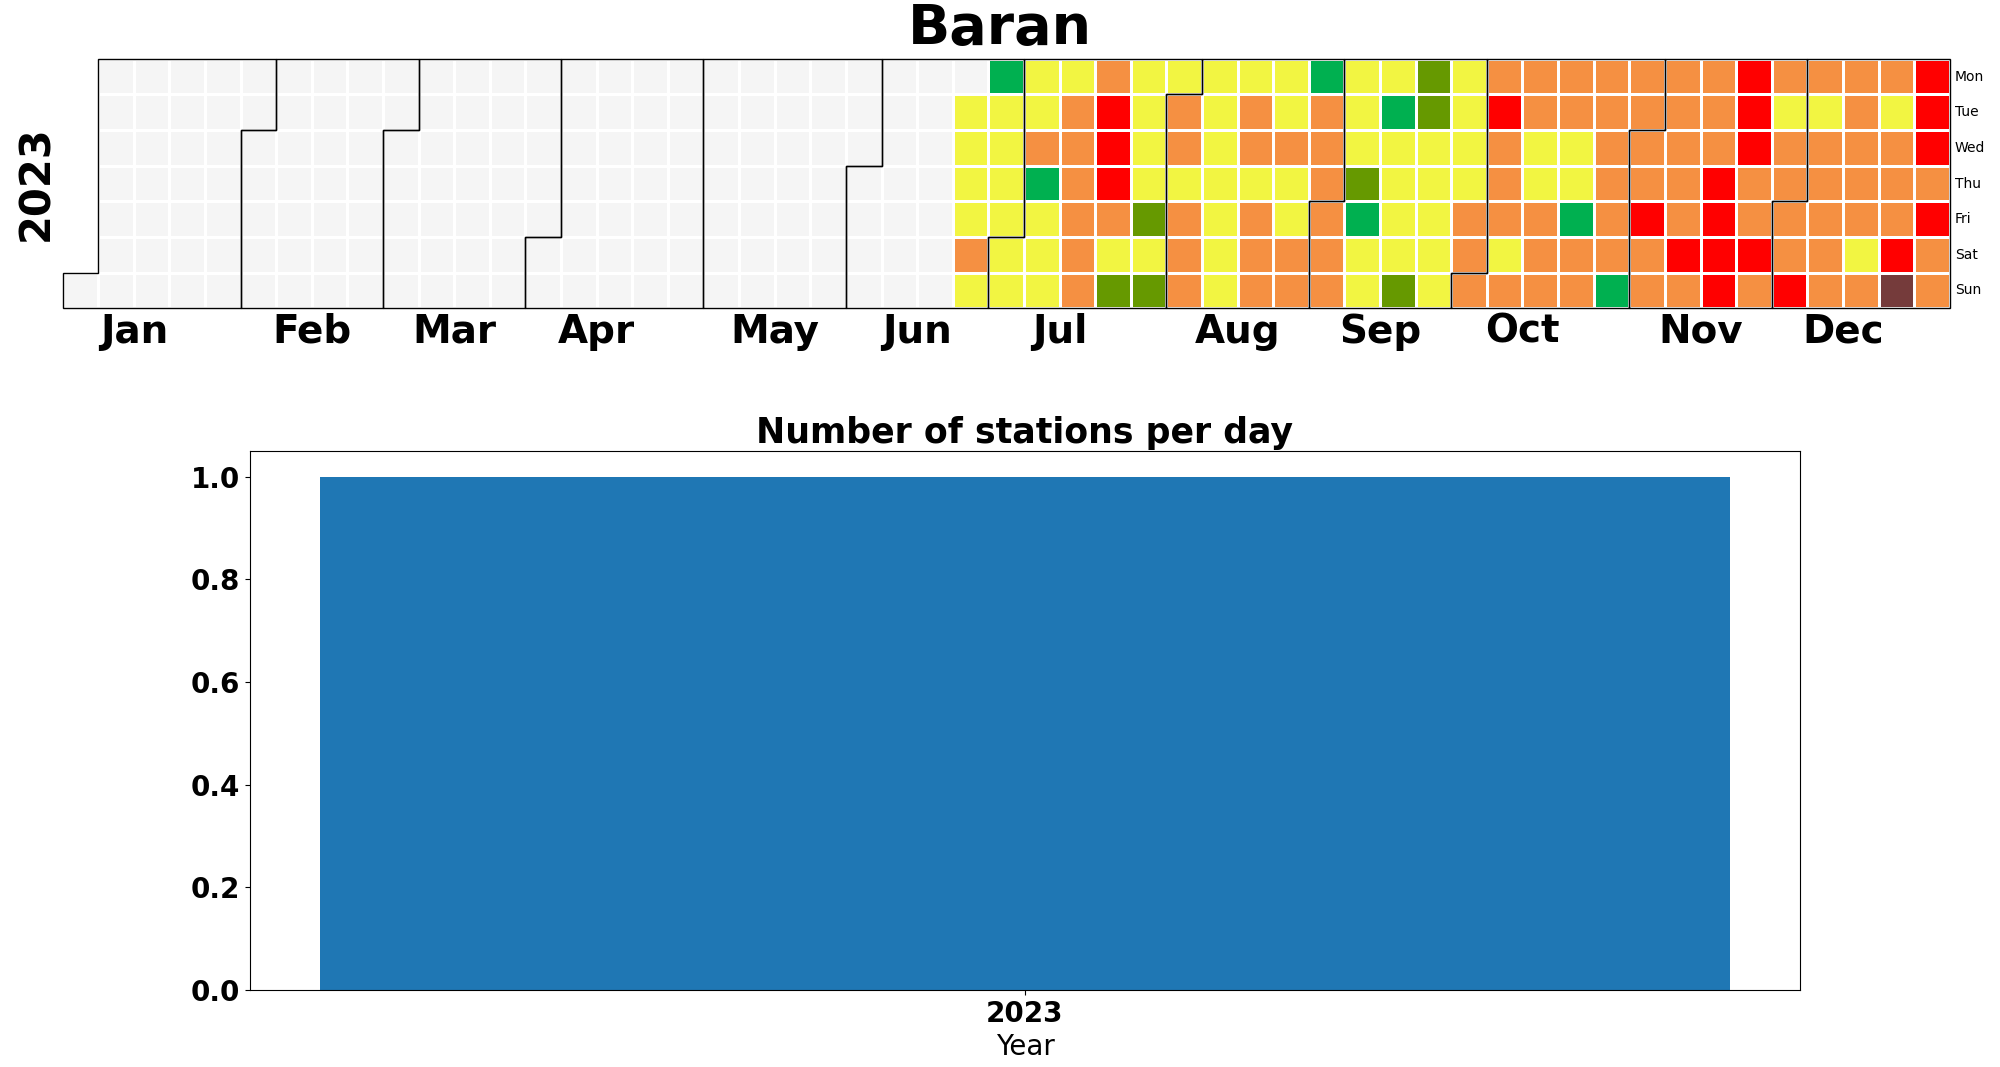 Baran
2023
Mon
Tue
Wed
Thu
Fri
Sat
Sun
Jan Feb Mar Apr May Jun Jul Aug Sep Oct Nov Dec
Number of stations per day
1.0
0.8
0.6
0.4
0.2
0.0
2023
Year